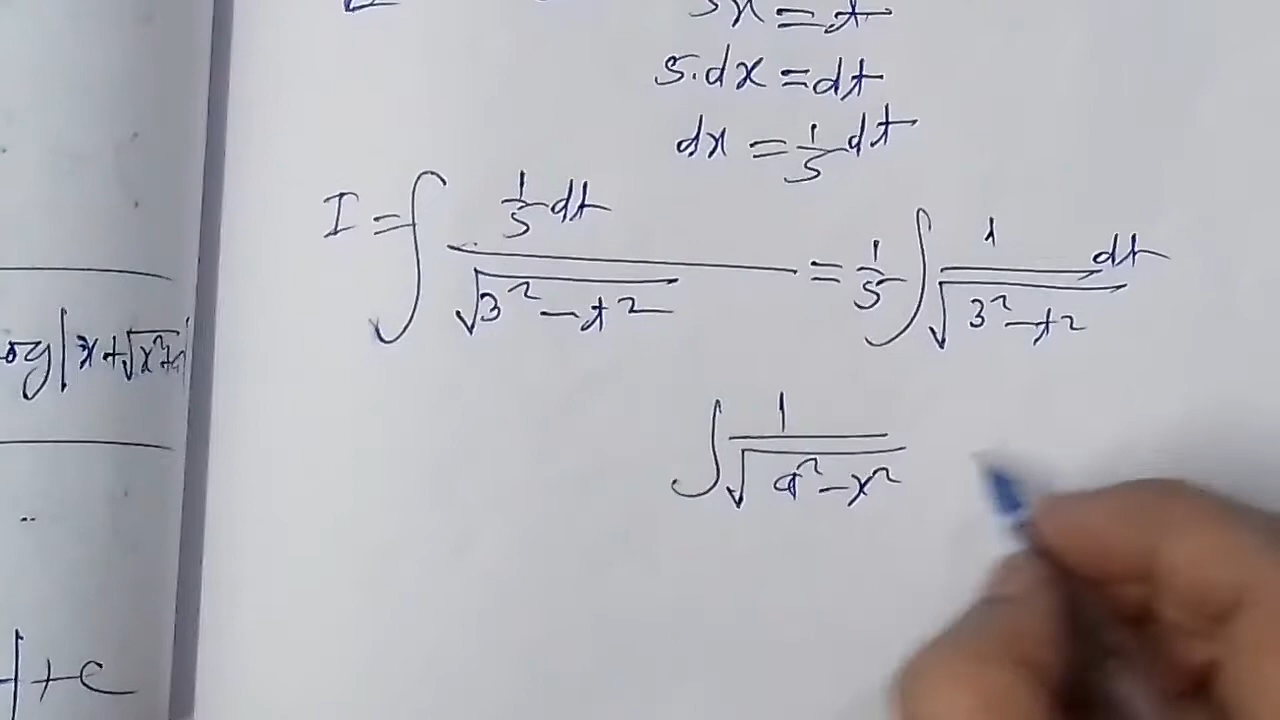 5x = t
5.dx = dt
dx = 1/5 dt
I = ∫ (1/5 dt)/√(3² - t²) = 1/5 ∫ 1/√(3² - t²) dt
∫ 1/√(a² - x²)
og|x+√x²+
|+c